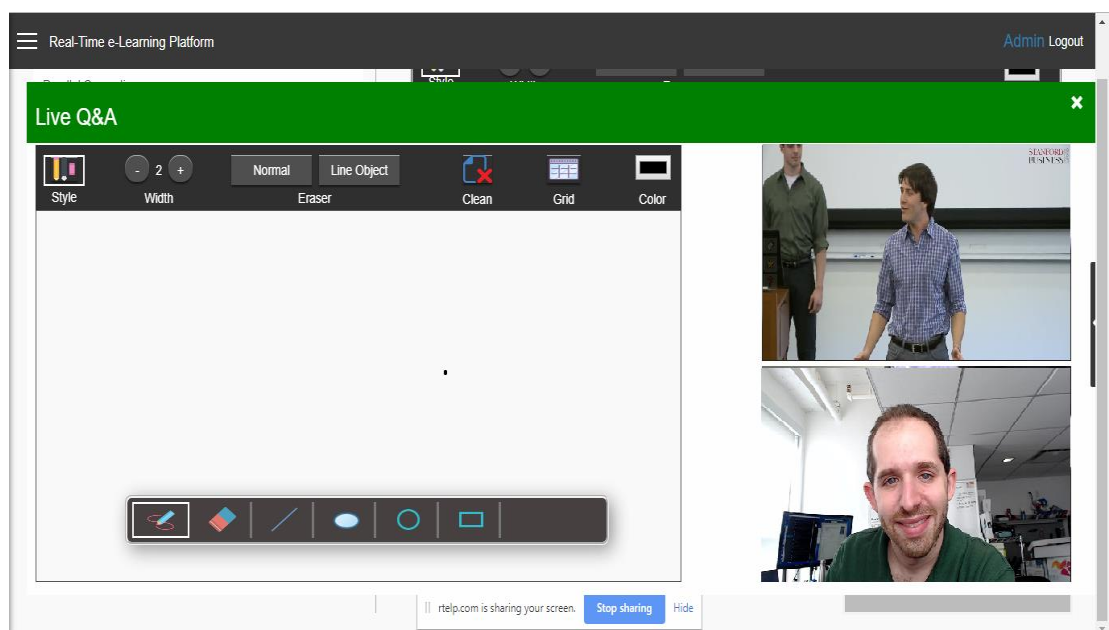 Real-Time e-Learning Platform
Admin Logout
Style
Live Q&A
×
- 2 +
Normal
Line Object
Style
Width
Eraser
Clean
Grid
Color
STANFORD
BUSINESS
rtelp.com is sharing your screen.
Stop sharing
Hide